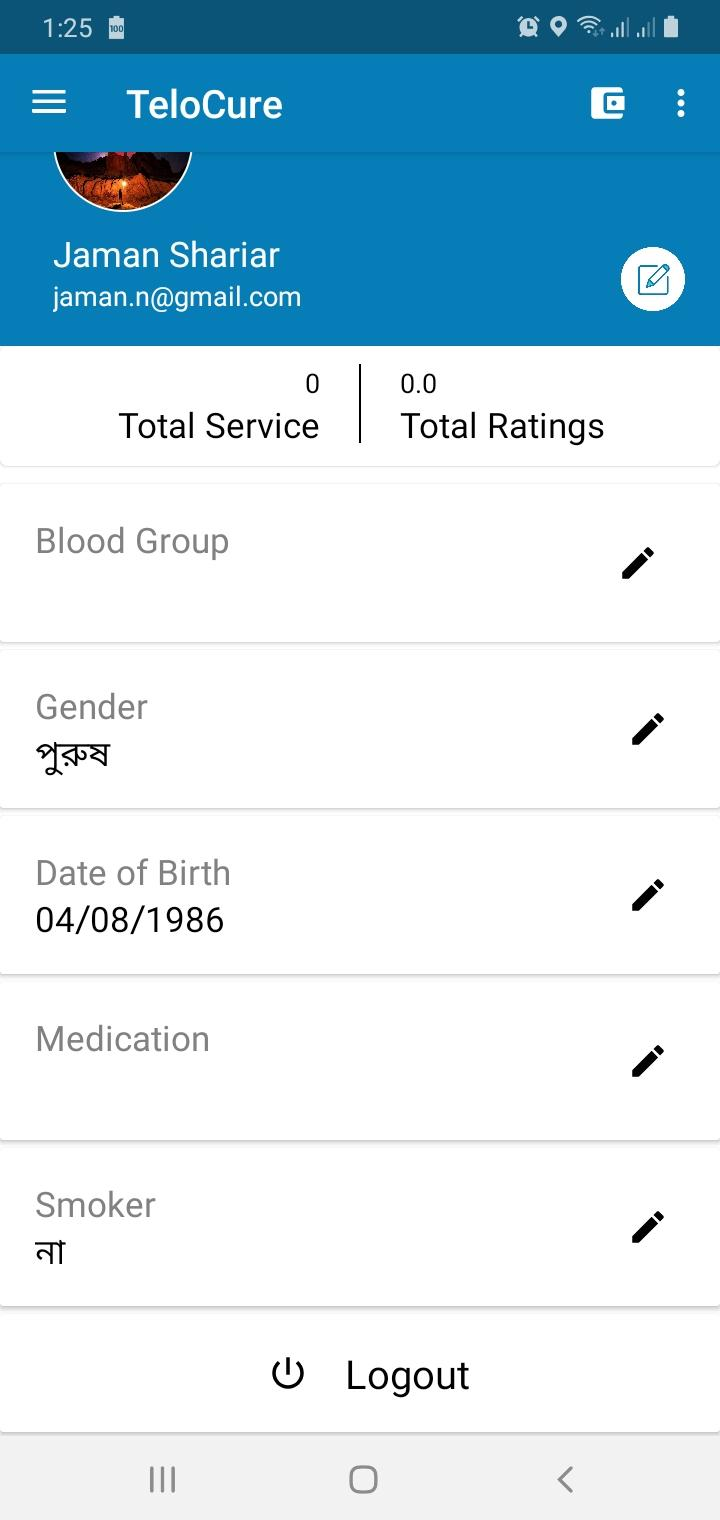 1:25 100
TeloCure
Jaman Shariar
jaman.n@gmail.com
0
Total Service
0.0
Total Ratings
Blood Group
Gender
পুরুষ
Date of Birth
04/08/1986
Medication
Smoker
না
Logout